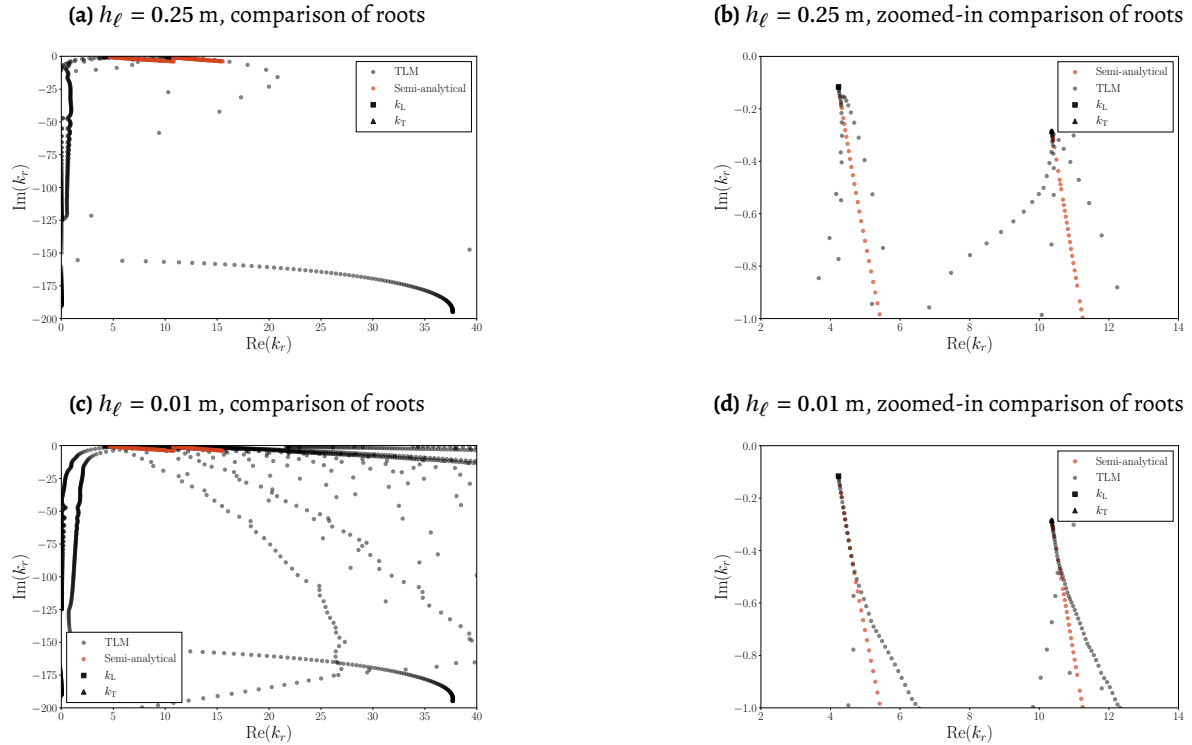 (a) hℓ = 0.25 m, comparison of roots
0
−25
−50
−75
−100
−125
−150
−175
−200
0 5 10 15 20 25 30 35 40
Im(kr)
Re(kr)
TLM
Semi-analytical
kL
kT
(b) hℓ = 0.25 m, zoomed-in comparison of roots
0.0
−0.2
−0.4
−0.6
−0.8
−1.0
2 4 6 8 10 12 14
Im(kr)
Re(kr)
Semi-analytical
TLM
kL
kT
(c) hℓ = 0.01 m, comparison of roots
0
−25
−50
−75
−100
−125
−150
−175
−200
0 5 10 15 20 25 30 35 40
Im(kr)
Re(kr)
TLM
Semi-analytical
kL
kT
(d) hℓ = 0.01 m, zoomed-in comparison of roots
0.0
−0.2
−0.4
−0.6
−0.8
−1.0
2 4 6 8 10 12 14
Im(kr)
Re(kr)
Semi-analytical
TLM
kL
kT